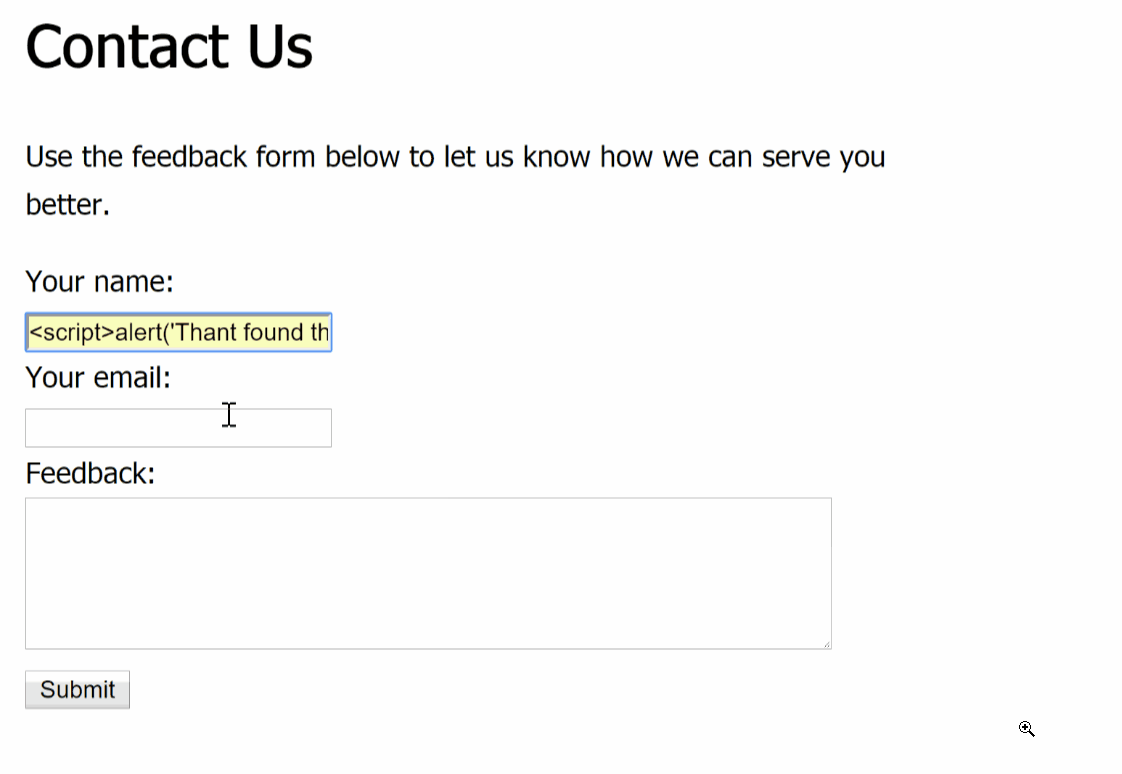 Contact Us
Use the feedback form below to let us know how we can serve you
better.
Your name:
<script>alert('Thant found th
Your email:
Feedback:
Submit